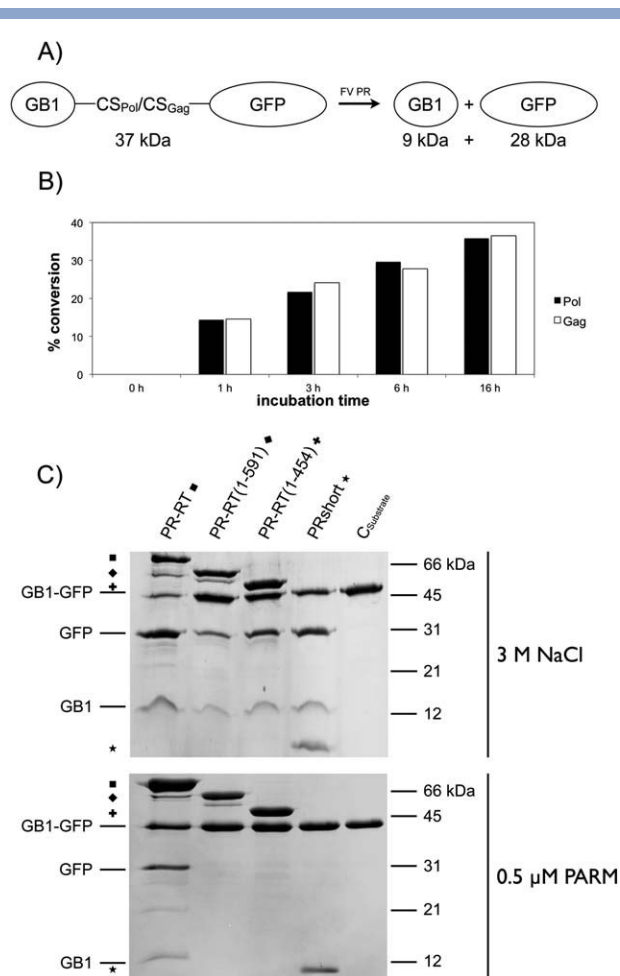 A)
GB1 CSPol/CSGag GFP FV PR GB1 + GFP
37 kDa 9 kDa + 28 kDa
B)
% conversion
40
30
20
10
0
0 h 1 h 3 h 6 h 16 h
incubation time
■ Pol
□ Gag
C)
PR-RT ■ PR-RT(1-591) ◆ PR-RT(1-454) ✚ PRshort ★ CSubstrate
■
◆
✚
GB1-GFP
GFP
GB1
★
66 kDa
45
31
21
12
3 M NaCl
■
◆
✚
GB1-GFP
GFP
GB1
★
66 kDa
45
31
21
12
0.5 µM PARM